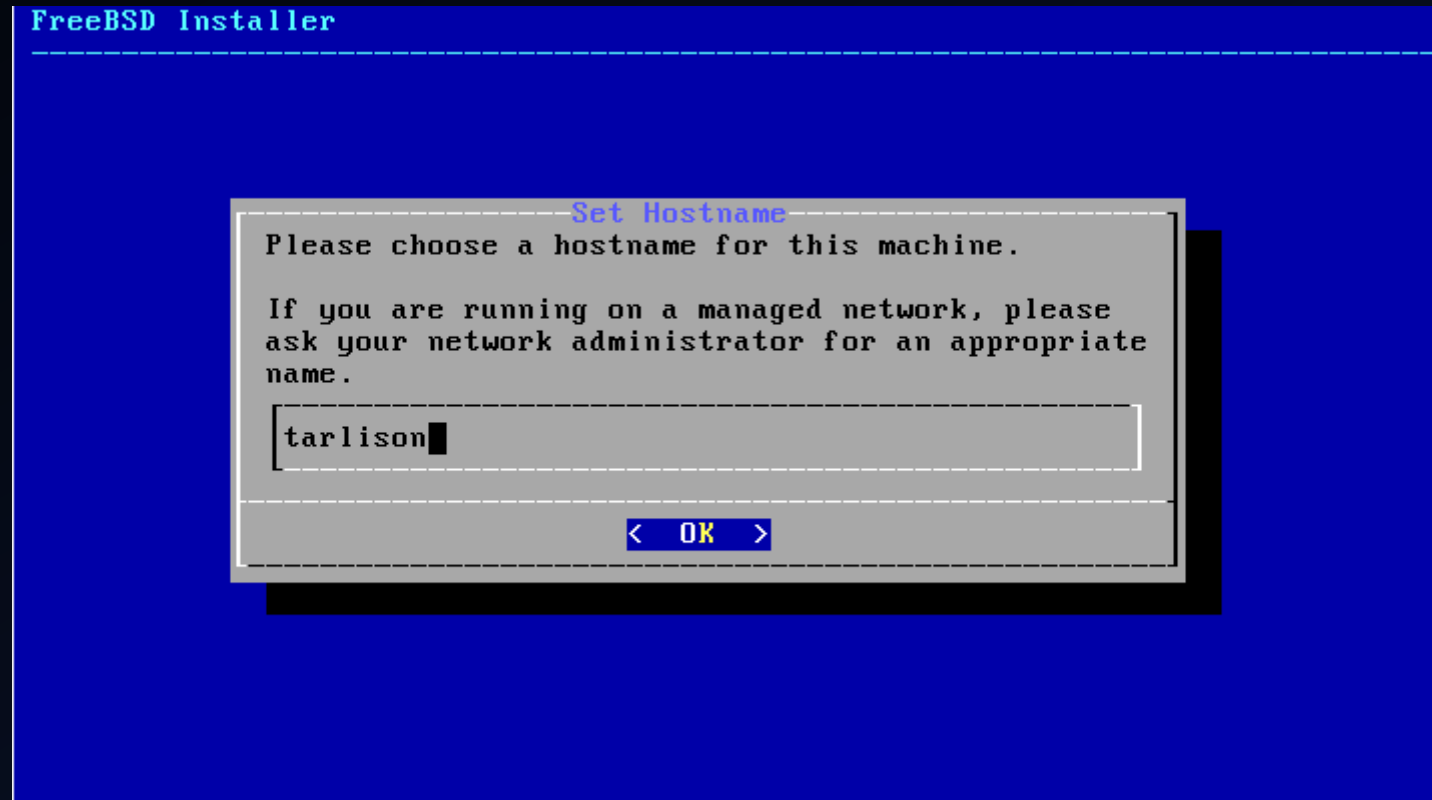 FreeBSD Installer
Set Hostname
Please choose a hostname for this machine.
If you are running on a managed network, please
ask your network administrator for an appropriate
name.
tarlison
< OK >